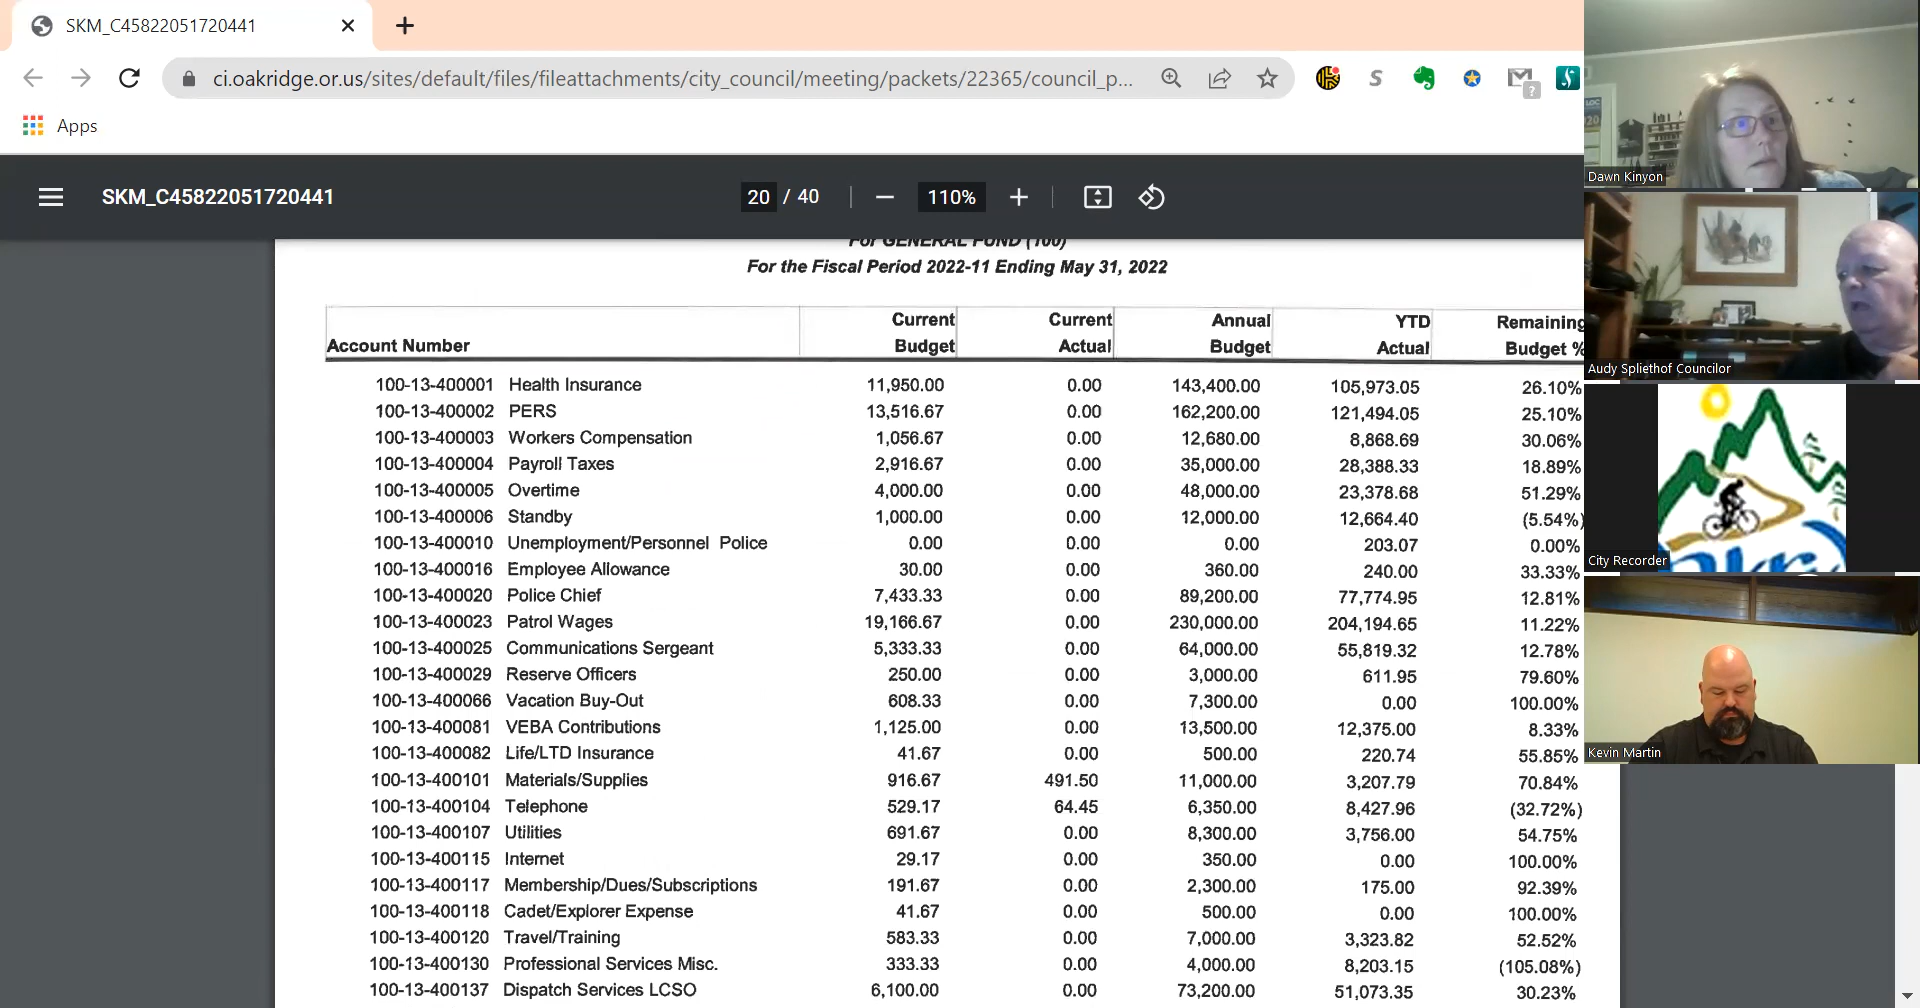 SKM_C45822051720441
ci.oakridge.or.us/sites/default/files/fileattachments/city_council/meeting/packets/22365/council_p...
Apps
SKM_C45822051720441
20 / 40
110%
For GENERAL FUND (100)
For the Fiscal Period 2022-11 Ending May 31, 2022
Current Current Annual YTD Remaining
Account Number Budget Actual Budget Actual Budget %
100-13-400001 Health Insurance 11,950.00 0.00 143,400.00 105,973.05 26.10%
100-13-400002 PERS 13,516.67 0.00 162,200.00 121,494.05 25.10%
100-13-400003 Workers Compensation 1,056.67 0.00 12,680.00 8,868.69 30.06%
100-13-400004 Payroll Taxes 2,916.67 0.00 35,000.00 28,388.33 18.89%
100-13-400005 Overtime 4,000.00 0.00 48,000.00 23,378.68 51.29%
100-13-400006 Standby 1,000.00 0.00 12,000.00 12,664.40 (5.54%)
100-13-400010 Unemployment/Personnel Police 0.00 0.00 0.00 203.07 0.00%
100-13-400016 Employee Allowance 30.00 0.00 360.00 240.00 33.33%
100-13-400020 Police Chief 7,433.33 0.00 89,200.00 77,774.95 12.81%
100-13-400023 Patrol Wages 19,166.67 0.00 230,000.00 204,194.65 11.22%
100-13-400025 Communications Sergeant 5,333.33 0.00 64,000.00 55,819.32 12.78%
100-13-400029 Reserve Officers 250.00 0.00 3,000.00 611.95 79.60%
100-13-400066 Vacation Buy-Out 608.33 0.00 7,300.00 0.00 100.00%
100-13-400081 VEBA Contributions 1,125.00 0.00 13,500.00 12,375.00 8.33%
100-13-400082 Life/LTD Insurance 41.67 0.00 500.00 220.74 55.85%
100-13-400101 Materials/Supplies 916.67 491.50 11,000.00 3,207.79 70.84%
100-13-400104 Telephone 529.17 64.45 6,350.00 8,427.96 (32.72%)
100-13-400107 Utilities 691.67 0.00 8,300.00 3,756.00 54.75%
100-13-400115 Internet 29.17 0.00 350.00 0.00 100.00%
100-13-400117 Membership/Dues/Subscriptions 191.67 0.00 2,300.00 175.00 92.39%
100-13-400118 Cadet/Explorer Expense 41.67 0.00 500.00 0.00 100.00%
100-13-400120 Travel/Training 583.33 0.00 7,000.00 3,323.82 52.52%
100-13-400130 Professional Services Misc. 333.33 0.00 4,000.00 8,203.15 (105.08%)
100-13-400137 Dispatch Services LCSO 6,100.00 0.00 73,200.00 51,073.35 30.23%
Dawn Kinyon
Audy Spliethof Councilor
City Recorder
Kevin Martin